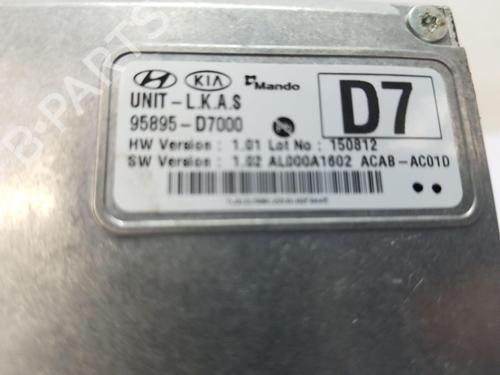 B-PARTS
HYUNDAI KIA Mando
UNIT-L.K.A.S
95895-D7000
D7
HW Version : 1.01 Lot No : 150812
SW Version : 1.02 AL000A1602 ACAB-AC01D